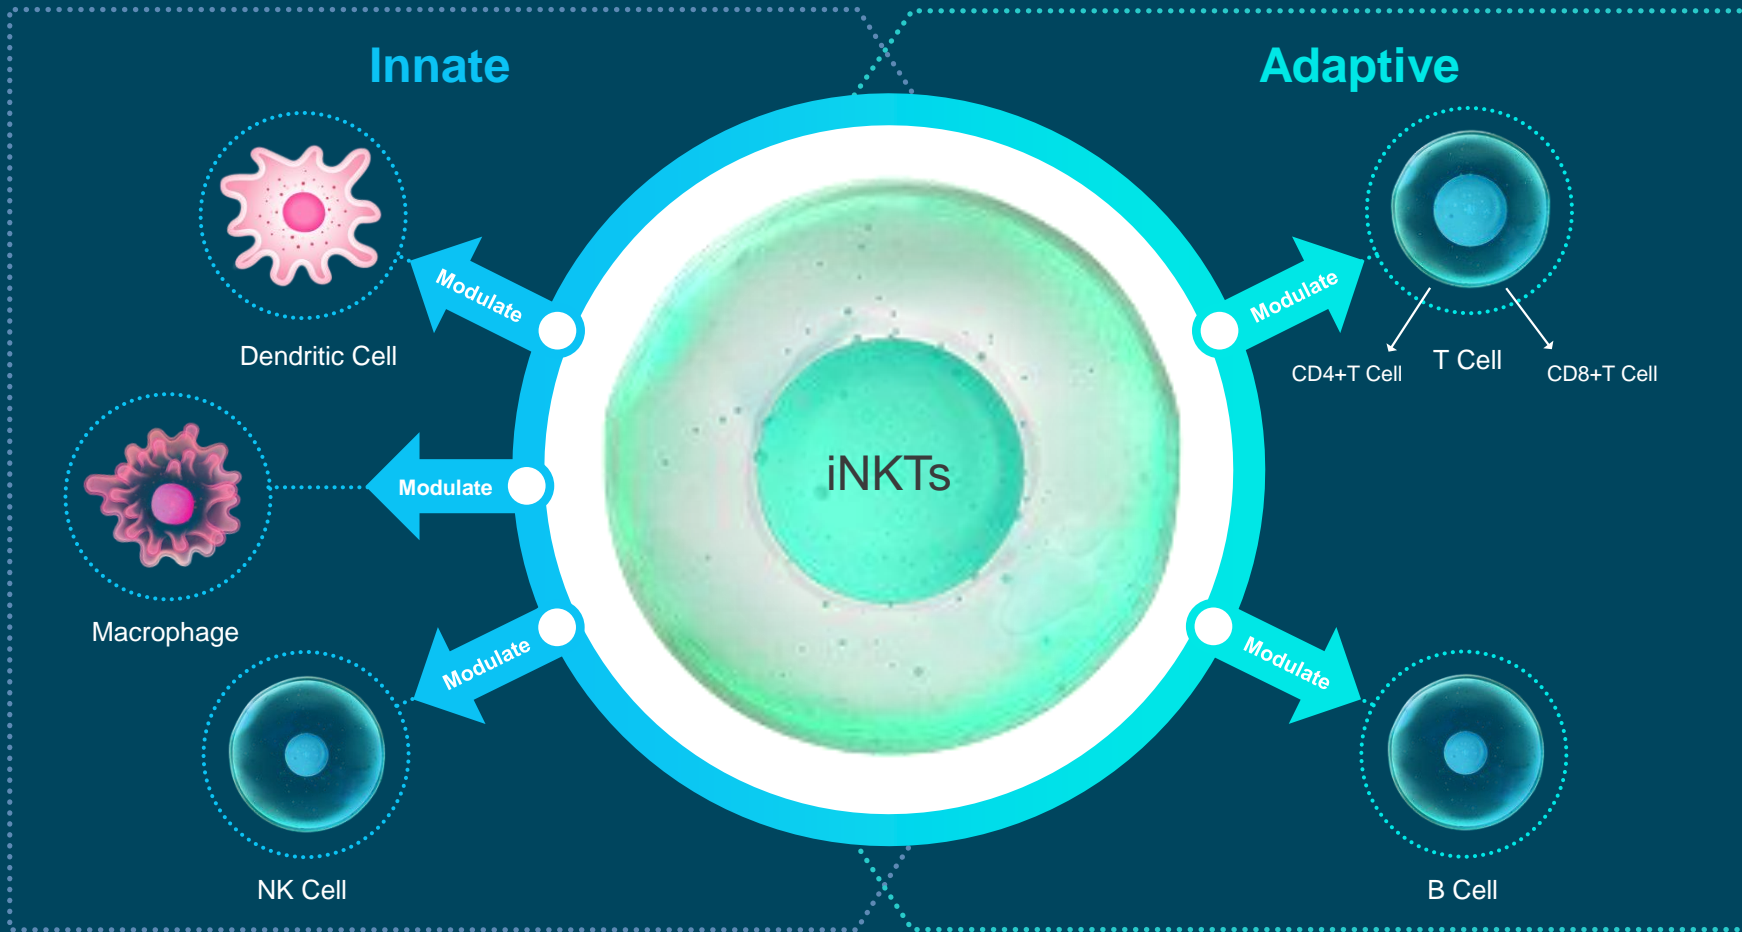 Innate
Adaptive
Modulate
Dendritic Cell
Modulate
Macrophage
Modulate
NK Cell
iNKTs
Modulate
CD4+T Cell
T Cell
CD8+T Cell
Modulate
B Cell